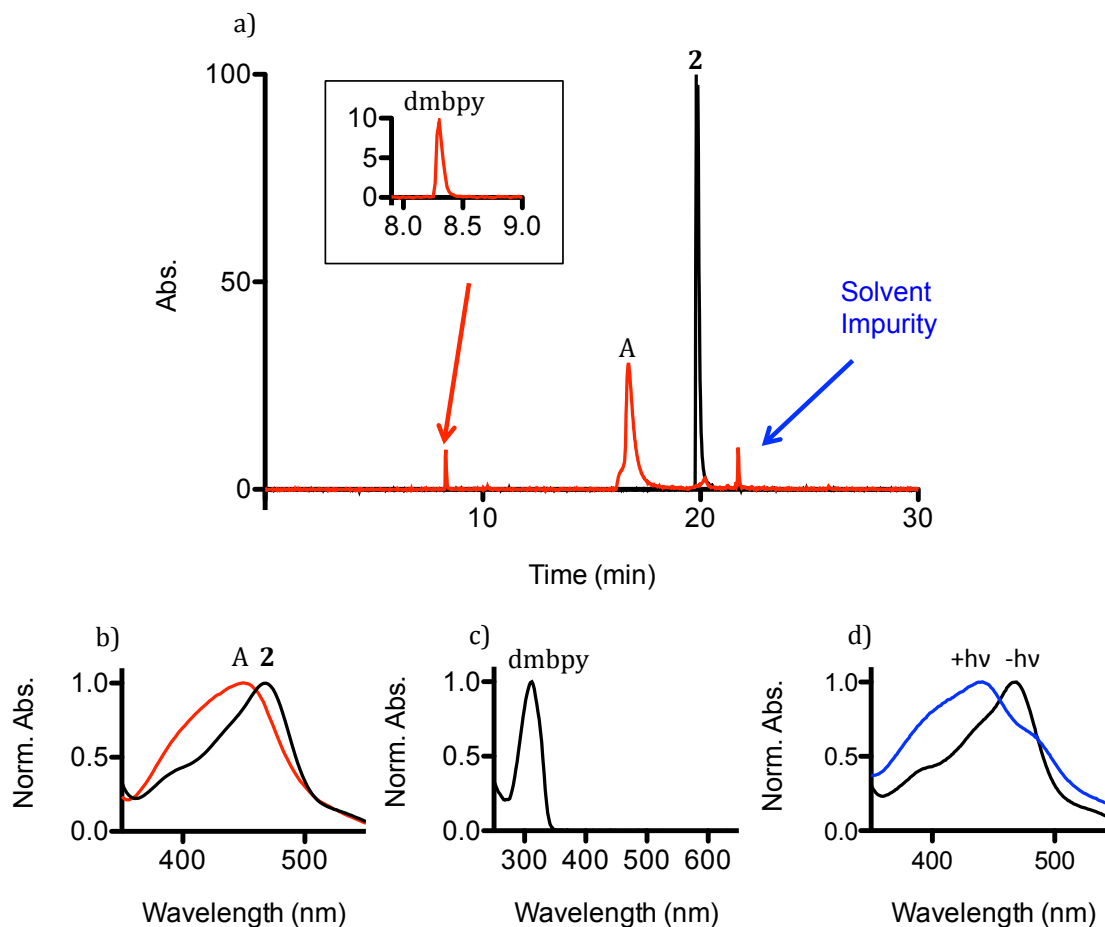 a)
2
100
dmbpy
10
5
0
8.0 8.5 9.0
Abs.
50
Solvent
Impurity
A
0
10 20 30
Time (min)
b)
A 2
1.0
0.5
0.0
Norm. Abs.
400 500
Wavelength (nm)
c)
dmbpy
1.0
0.5
0.0
Norm. Abs.
300 400 500 600
Wavelength (nm)
d)
+hν -hν
1.0
0.5
0.0
Norm. Abs.
400 500
Wavelength (nm)